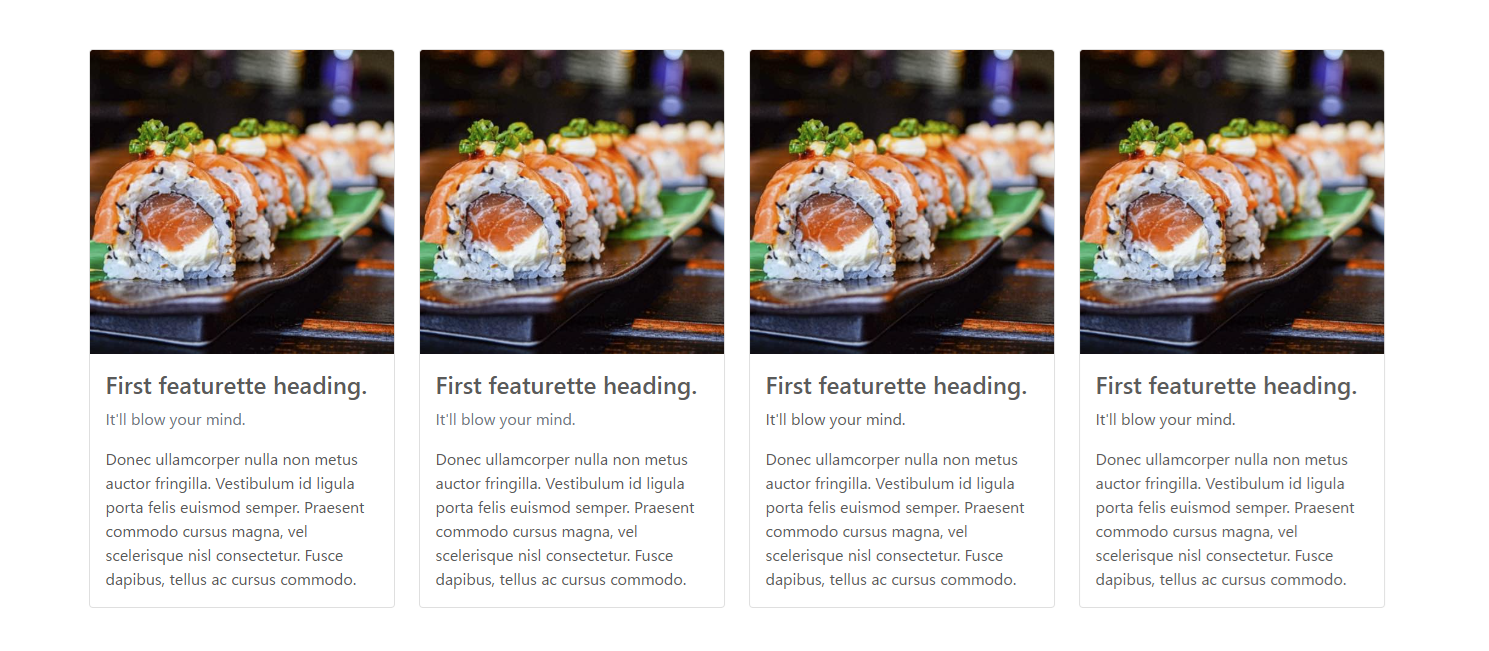 First featurette heading.
It'll blow your mind.
Donec ullamcorper nulla non metus
auctor fringilla. Vestibulum id ligula
porta felis euismod semper. Praesent
commodo cursus magna, vel
scelerisque nisl consectetur. Fusce
dapibus, tellus ac cursus commodo.
First featurette heading.
It'll blow your mind.
Donec ullamcorper nulla non metus
auctor fringilla. Vestibulum id ligula
porta felis euismod semper. Praesent
commodo cursus magna, vel
scelerisque nisl consectetur. Fusce
dapibus, tellus ac cursus commodo.
First featurette heading.
It'll blow your mind.
Donec ullamcorper nulla non metus
auctor fringilla. Vestibulum id ligula
porta felis euismod semper. Praesent
commodo cursus magna, vel
scelerisque nisl consectetur. Fusce
dapibus, tellus ac cursus commodo.
First featurette heading.
It'll blow your mind.
Donec ullamcorper nulla non metus
auctor fringilla. Vestibulum id ligula
porta felis euismod semper. Praesent
commodo cursus magna, vel
scelerisque nisl consectetur. Fusce
dapibus, tellus ac cursus commodo.